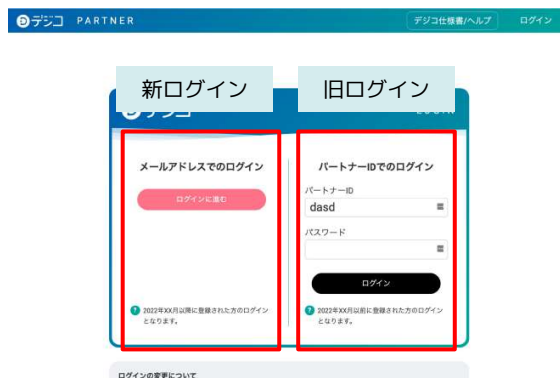 デジコ PARTNER
デジコ仕様書/ヘルプ ログイン
新ログイン 旧ログイン
メールアドレスでのログイン
ログインに進む
? 2022年XX月以降に登録された方のログイン
となります。
パートナーIDでのログイン
パートナーID
dasd
パスワード
ログイン
? 2022年XX月以前に登録された方のログイン
となります。
ログインの変更について